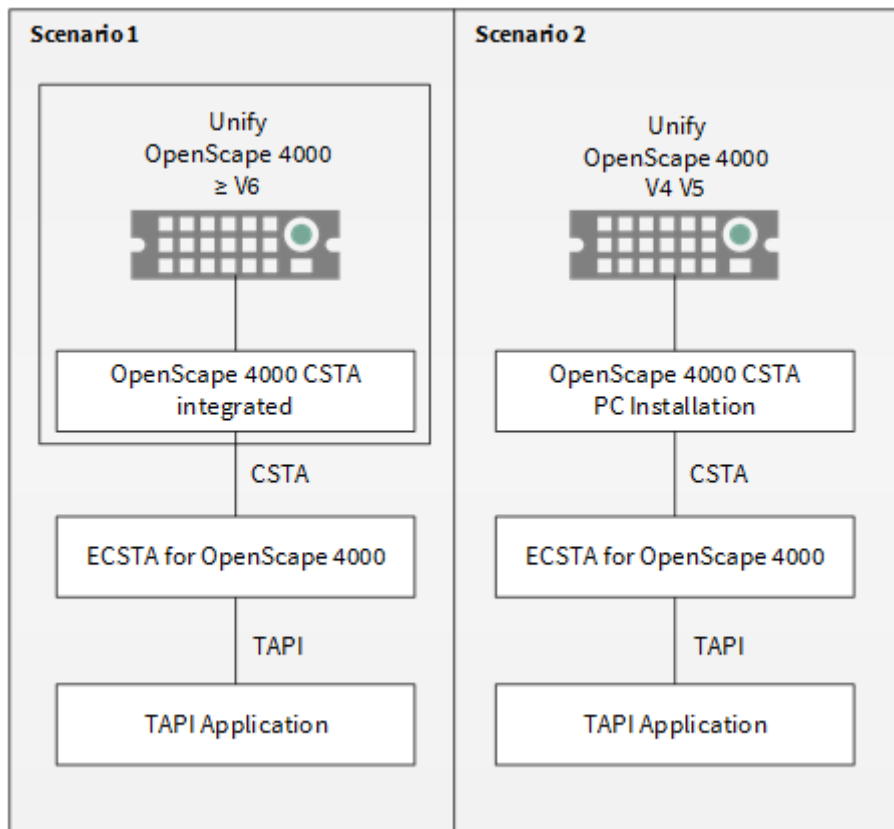 Scenario 1
Unify
OpenScape 4000
≥ V6
OpenScape 4000 CSTA
integrated
CSTA
ECSTA for OpenScape 4000
TAPI
TAPI Application
Scenario 2
Unify
OpenScape 4000
V4 V5
OpenScape 4000 CSTA
PC Installation
CSTA
ECSTA for OpenScape 4000
TAPI
TAPI Application